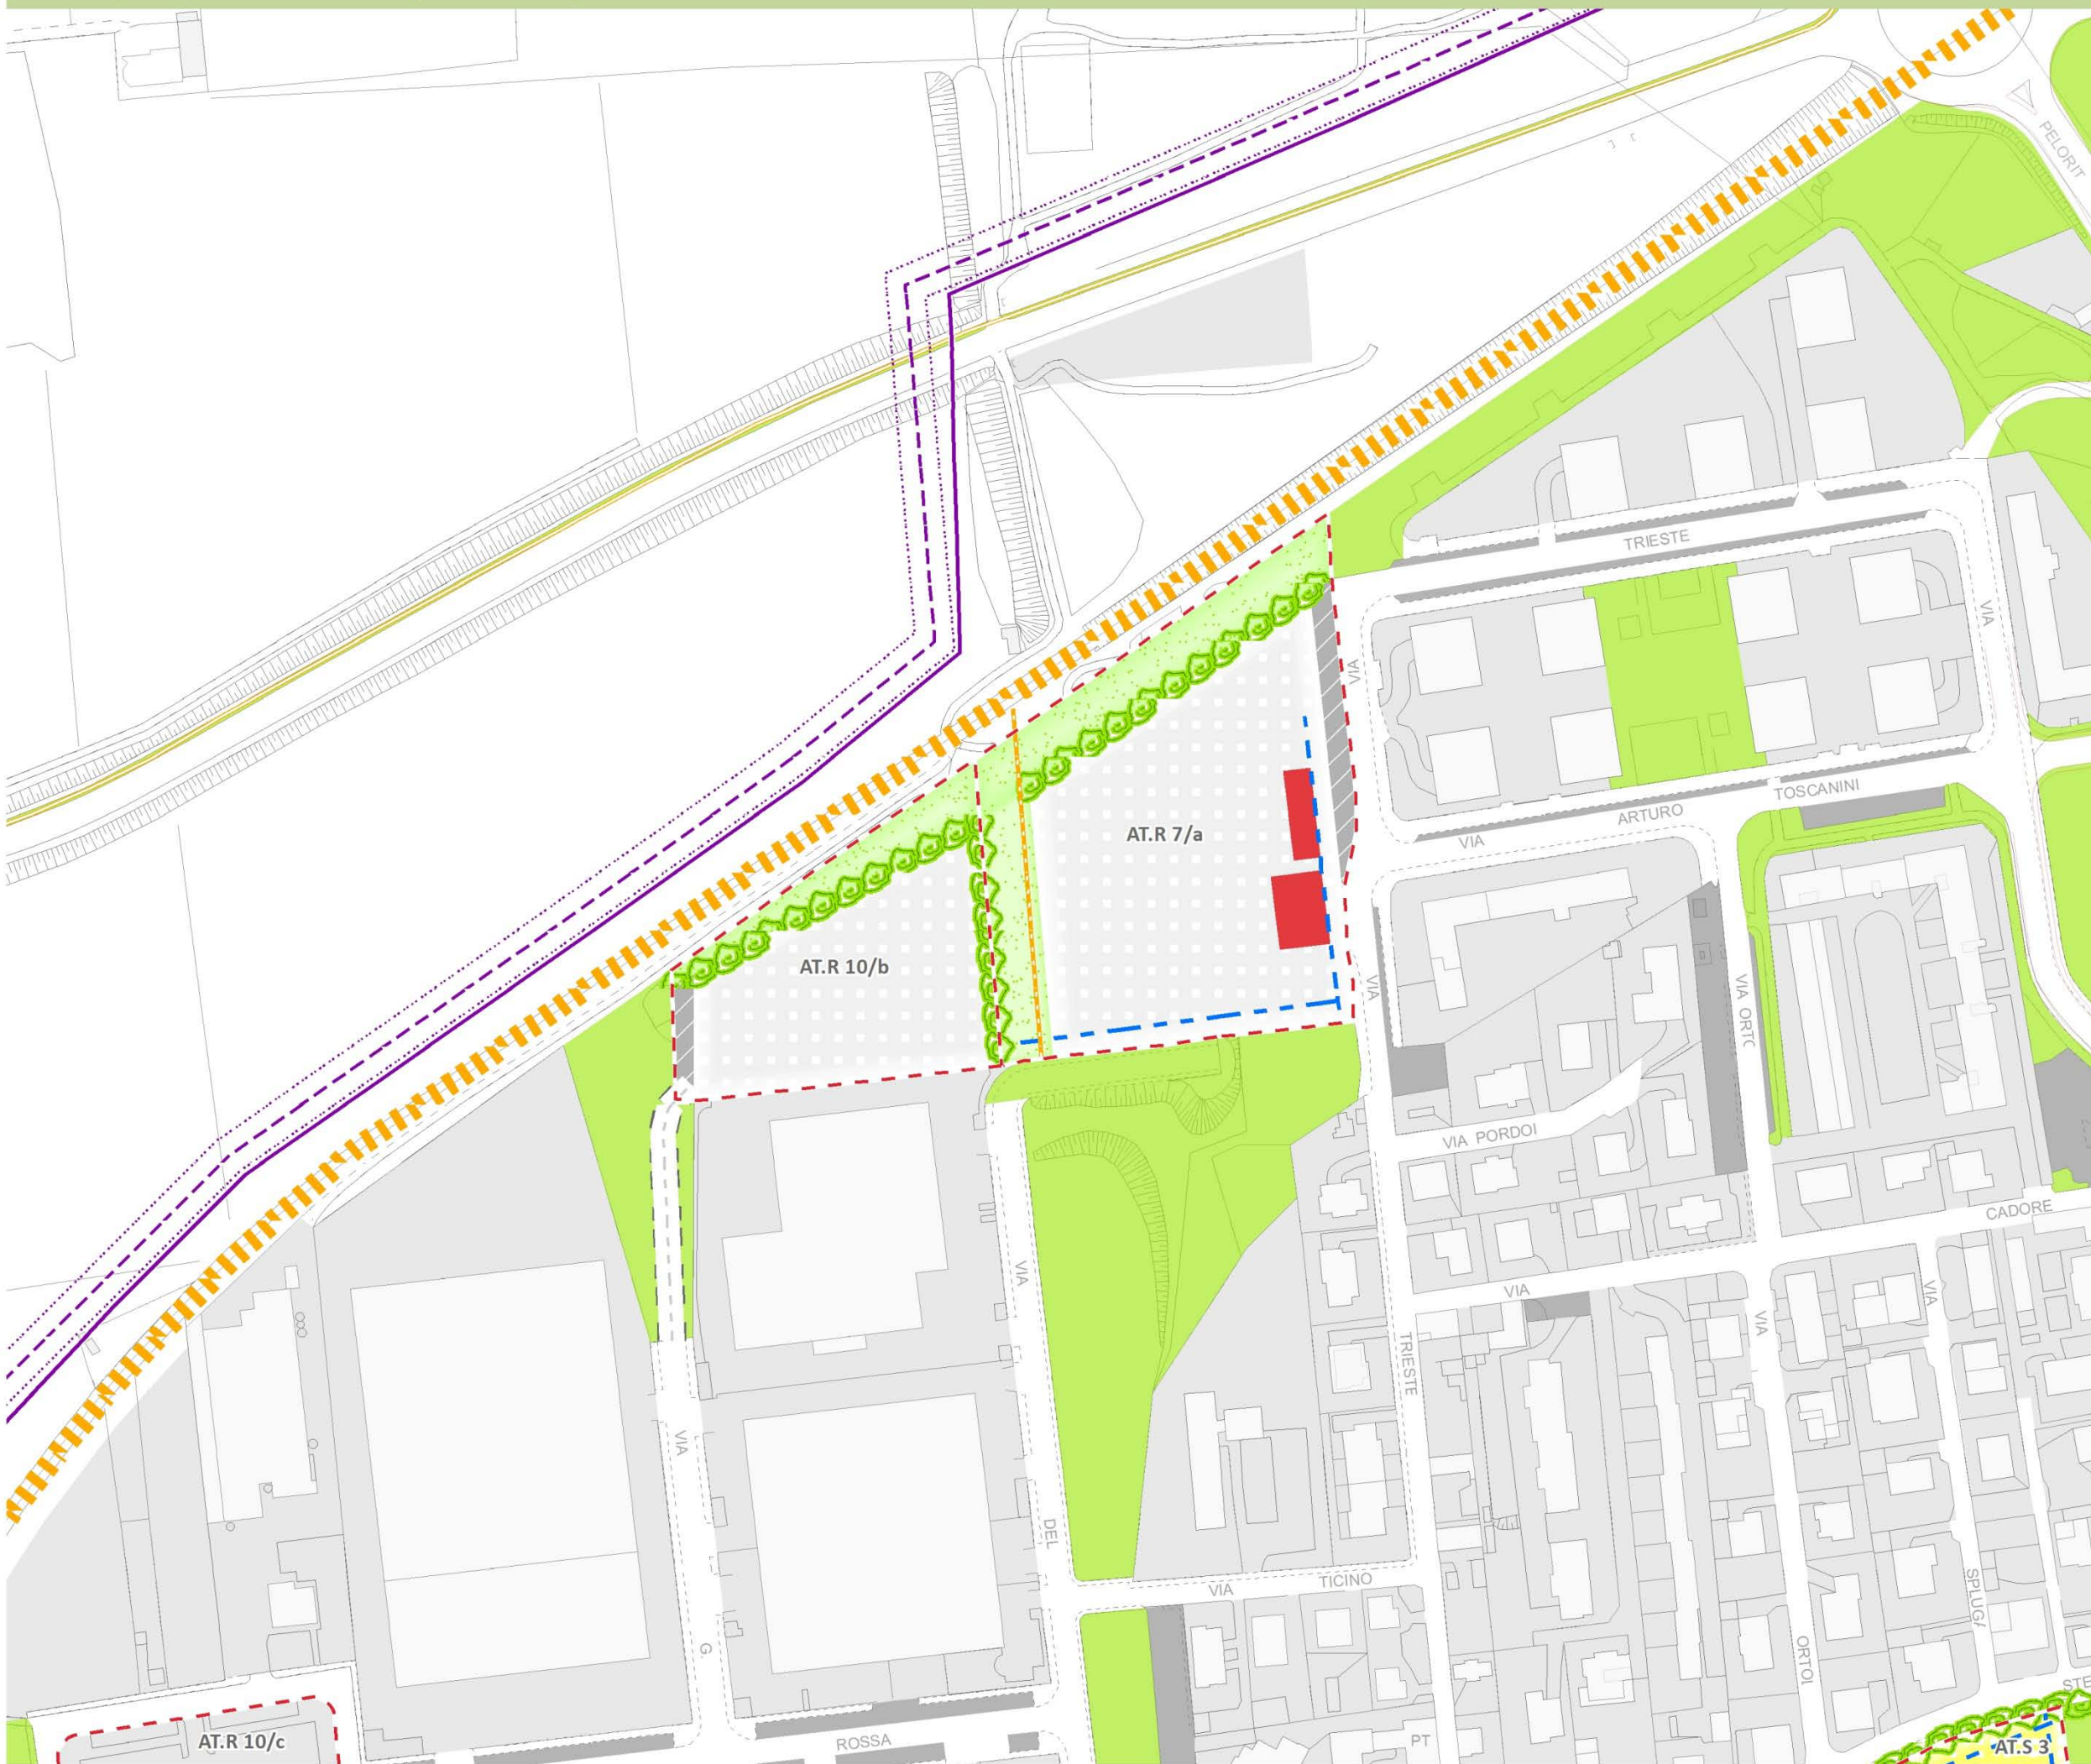 PELORIT
TRIESTE
VIA
VIA
TOSCANINI
ARTURO
VIA
AT.R 7/a
AT.R 10/b
VIA
VIA ORTC
VIA PORDOI
CADORE
VIA
VIA
VIA
VIA
TRIESTE
VIA
DEL
VIA
TICINO
SPLUGA
G.
ORTOL
STE
ROSSA
PT
AT.R 10/c
AT.S 3